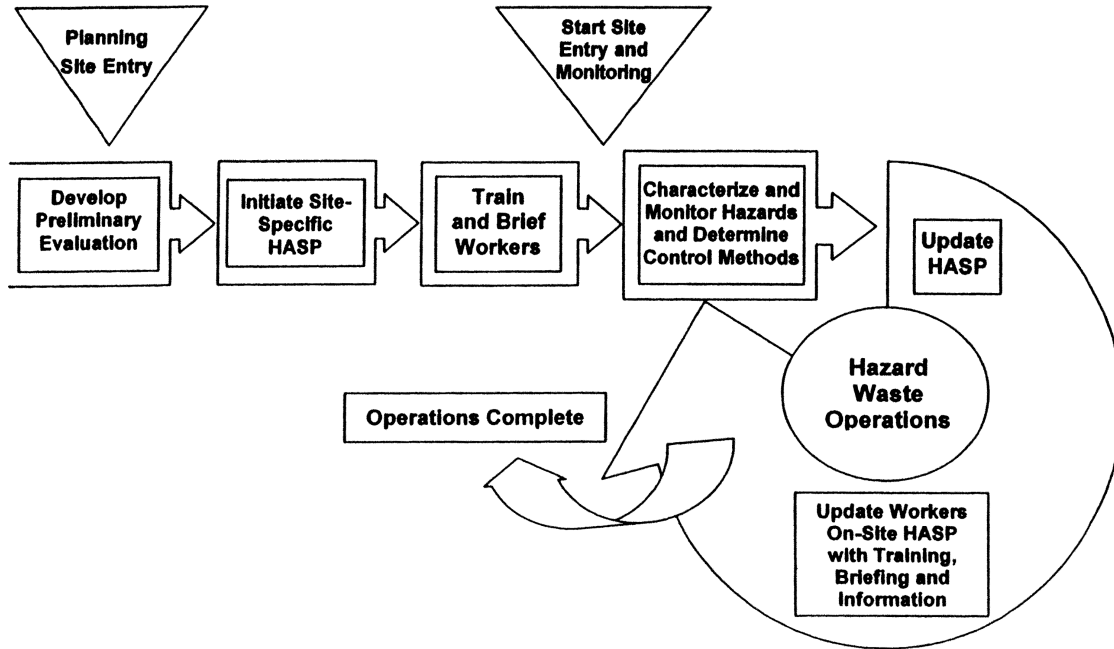 Planning
Site Entry
Start Site
Entry and
Monitoring
Develop
Preliminary
Evaluation
Initiate Site-
Specific
HASP
Train
and Brief
Workers
Characterize and
Monitor Hazards
and Determine
Control Methods
Update
HASP
Hazard
Waste
Operations
Operations Complete
Update Workers
On-Site HASP
with Training,
Briefing and
Information